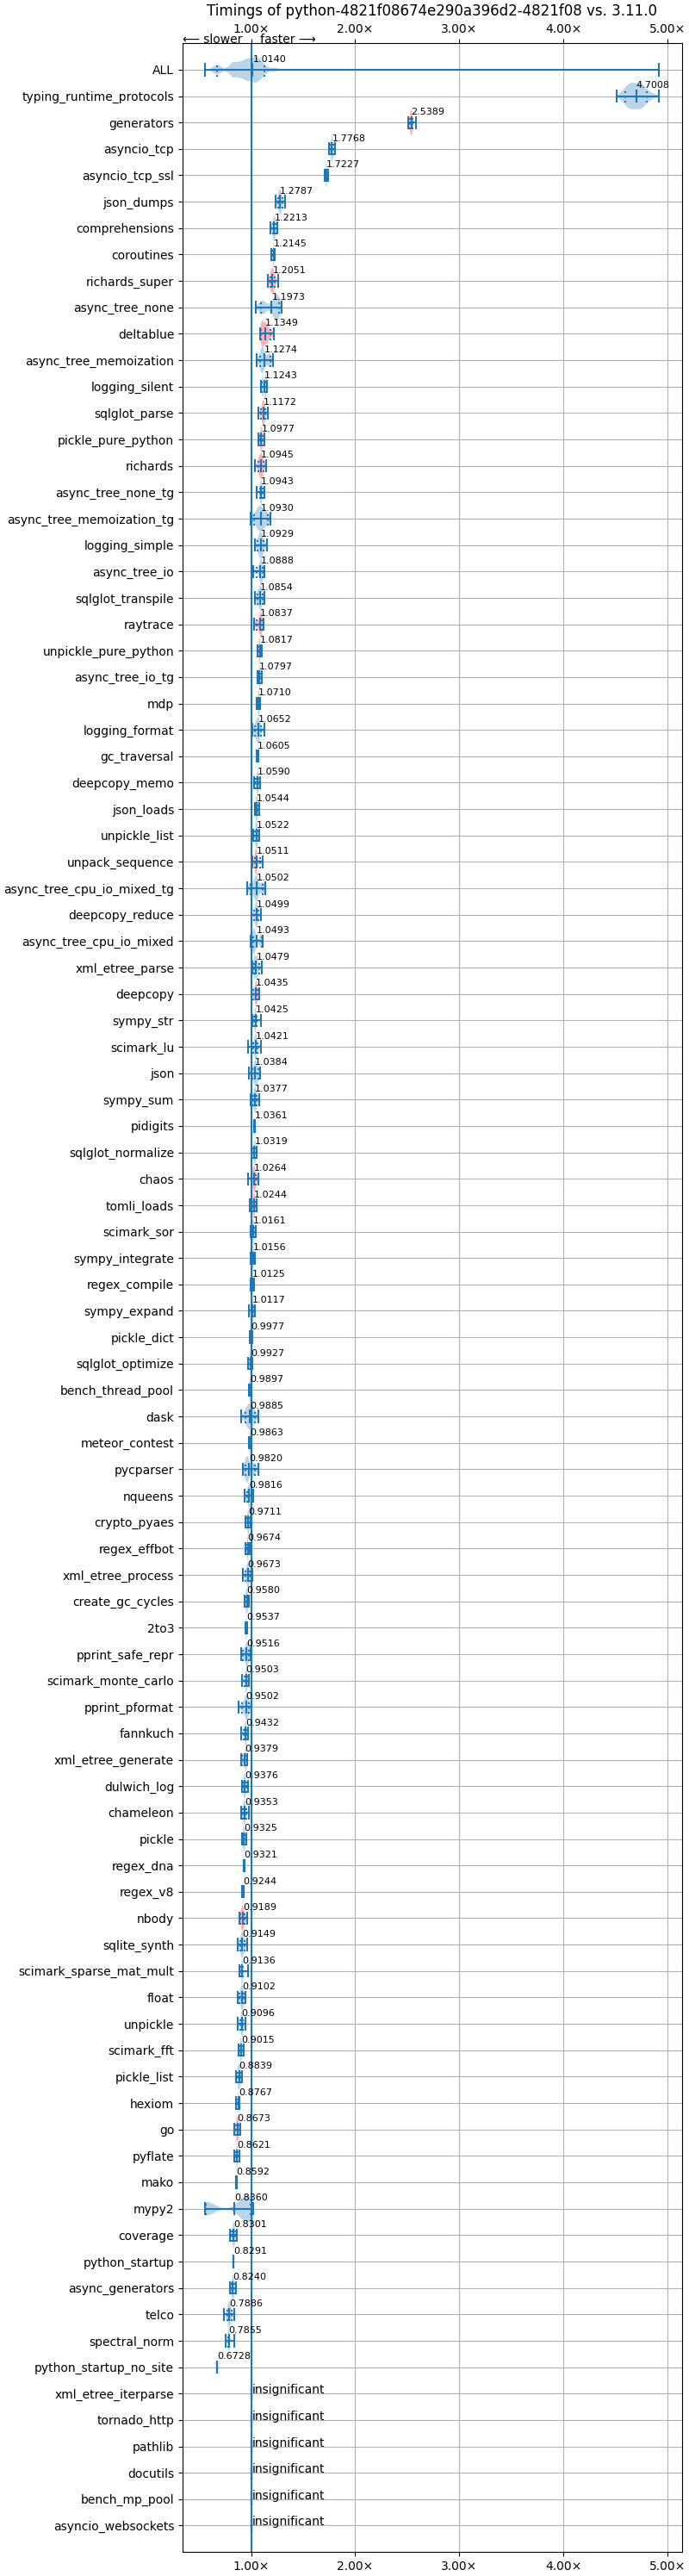 Timings of python-4821f08674e290a396d2-4821f08 vs. 3.11.0
⟵ slower faster ⟶
1.00× 2.00× 3.00× 4.00× 5.00×
ALL 1.0140
typing_runtime_protocols 4.7008
generators 2.5389
asyncio_tcp 1.7768
asyncio_tcp_ssl 1.7227
json_dumps 1.2787
comprehensions 1.2213
coroutines 1.2145
richards_super 1.2051
async_tree_none 1.1973
deltablue 1.1349
async_tree_memoization 1.1274
logging_silent 1.1243
sqlglot_parse 1.1172
pickle_pure_python 1.0977
richards 1.0945
async_tree_none_tg 1.0943
async_tree_memoization_tg 1.0930
logging_simple 1.0929
async_tree_io 1.0888
sqlglot_transpile 1.0854
raytrace 1.0837
unpickle_pure_python 1.0817
async_tree_io_tg 1.0797
mdp 1.0710
logging_format 1.0652
gc_traversal 1.0605
deepcopy_memo 1.0590
json_loads 1.0544
unpickle_list 1.0522
unpack_sequence 1.0511
async_tree_cpu_io_mixed_tg 1.0502
deepcopy_reduce 1.0499
async_tree_cpu_io_mixed 1.0493
xml_etree_parse 1.0479
deepcopy 1.0435
sympy_str 1.0425
scimark_lu 1.0421
json 1.0384
sympy_sum 1.0377
pidigits 1.0361
sqlglot_normalize 1.0319
chaos 1.0264
tomli_loads 1.0244
scimark_sor 1.0161
sympy_integrate 1.0156
regex_compile 1.0125
sympy_expand 1.0117
pickle_dict 0.9977
sqlglot_optimize 0.9927
bench_thread_pool 0.9897
dask 0.9885
meteor_contest 0.9863
pycparser 0.9820
nqueens 0.9816
crypto_pyaes 0.9711
regex_effbot 0.9674
xml_etree_process 0.9673
create_gc_cycles 0.9580
2to3 0.9537
pprint_safe_repr 0.9516
scimark_monte_carlo 0.9503
pprint_pformat 0.9502
fannkuch 0.9432
xml_etree_generate 0.9379
dulwich_log 0.9376
chameleon 0.9353
pickle 0.9325
regex_dna 0.9321
regex_v8 0.9244
nbody 0.9189
sqlite_synth 0.9149
scimark_sparse_mat_mult 0.9136
float 0.9102
unpickle 0.9096
scimark_fft 0.9015
pickle_list 0.8839
hexiom 0.8767
go 0.8673
pyflate 0.8621
mako 0.8592
mypy2 0.8360
coverage 0.8301
python_startup 0.8291
async_generators 0.8240
telco 0.7886
spectral_norm 0.7855
python_startup_no_site 0.6728
xml_etree_iterparse insignificant
tornado_http insignificant
pathlib insignificant
docutils insignificant
bench_mp_pool insignificant
asyncio_websockets insignificant
1.00× 2.00× 3.00× 4.00× 5.00×